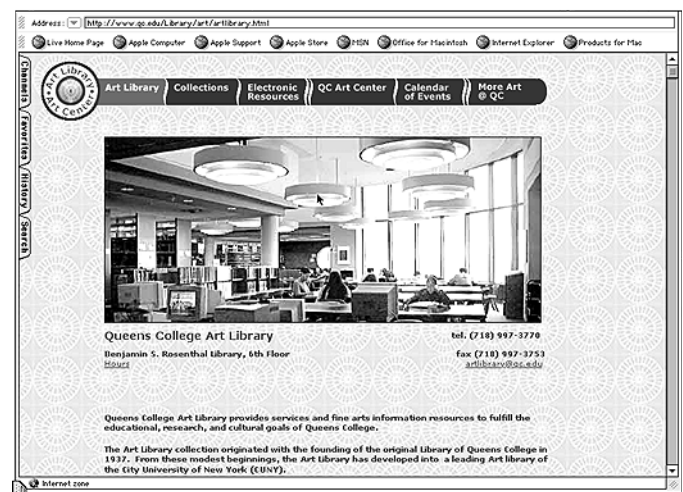 Address: http://www.qc.edu/Library/art/artlibrary.html
Live Home Page Apple Computer Apple Support Apple Store MSN Office for Macintosh Internet Explorer Products for Mac
Channels
Favorites
History
Search
Art Library
Art Center
Art Library Collections Electronic Resources QC Art Center Calendar of Events More Art @ QC
Queens College Art Library tel. (718) 997-3770
Benjamin S. Rosenthal Library, 6th Floor fax (718) 997-3753
Hours artlibrary@qc.edu
Queens College Art Library provides services and fine arts information resources to fulfill the
educational, research, and cultural goals of Queens College.
The Art Library collection originated with the founding of the original Library of Queens College in
1937. From these modest beginnings, the Art Library has developed into a leading Art library of
the City University of New York (CUNY).
Internet zone